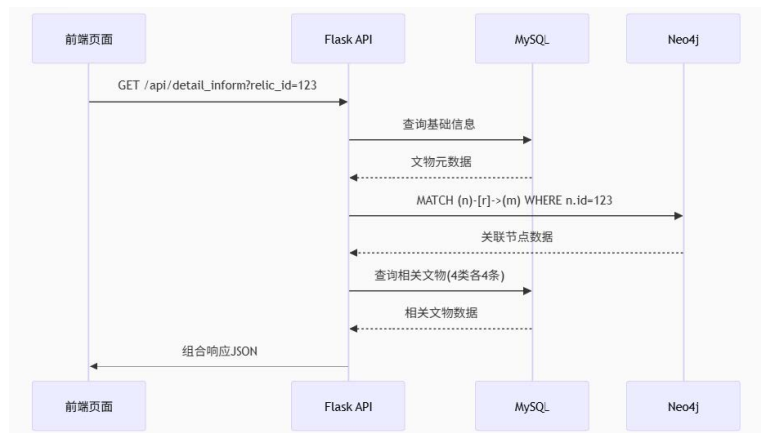 前端页面
Flask API
MySQL
Neo4j
GET /api/detail_inform?relic_id=123
查询基础信息
文物元数据
MATCH (n)-[r]->(m) WHERE n.id=123
关联节点数据
查询相关文物(4类各4条)
相关文物数据
组合响应JSON
前端页面
Flask API
MySQL
Neo4j